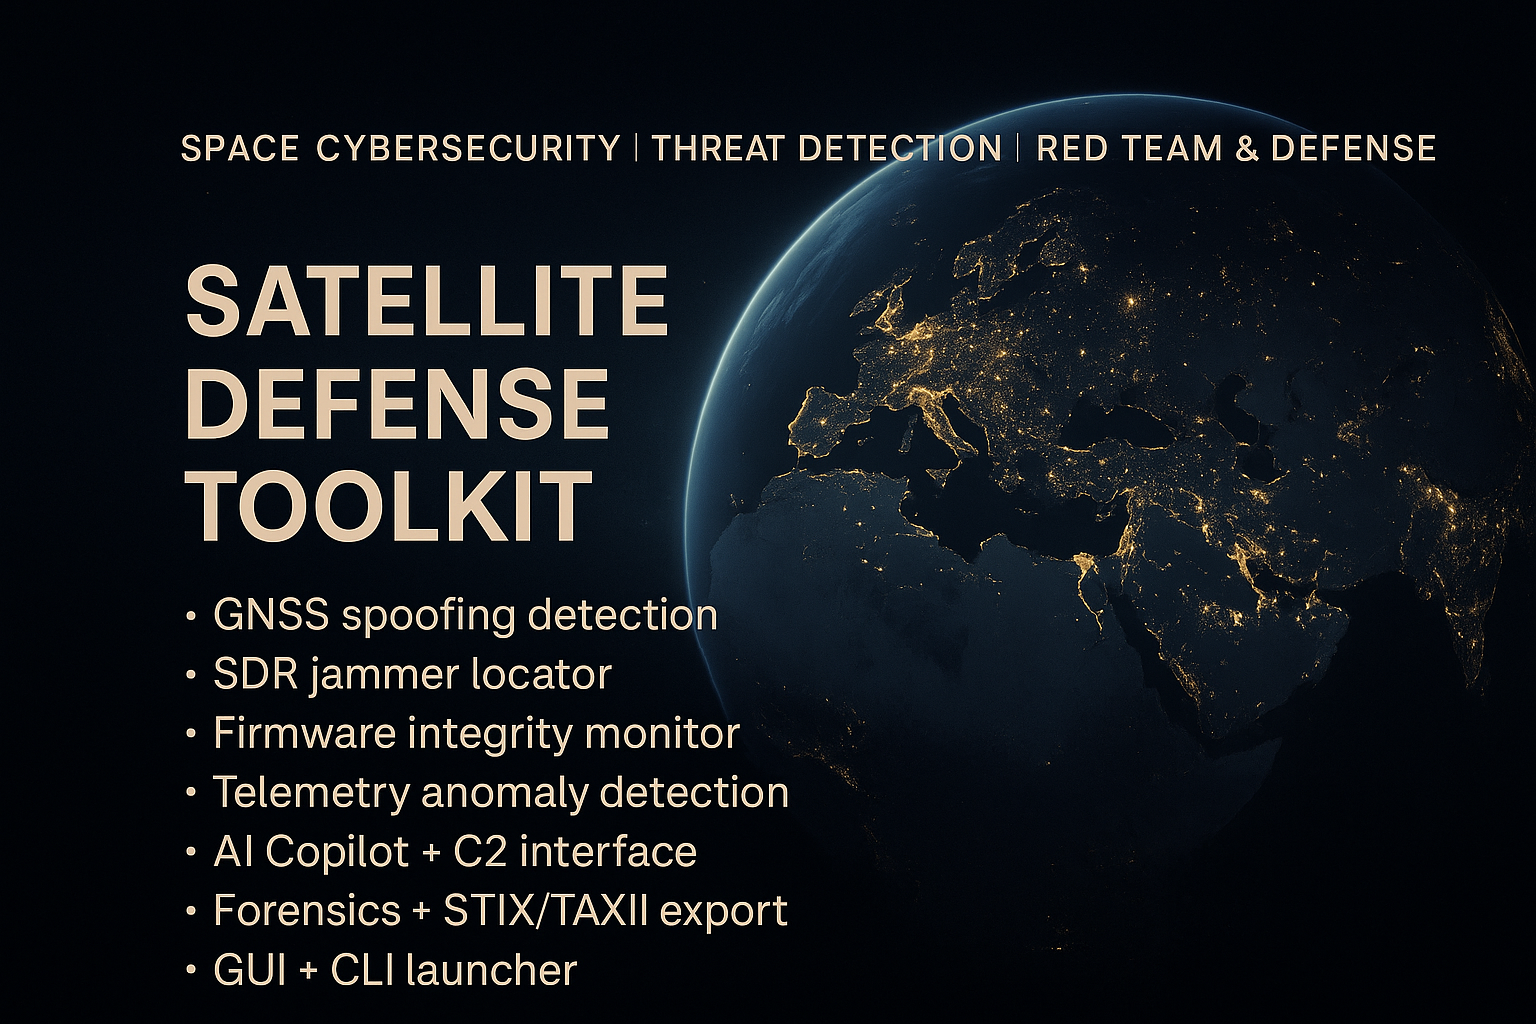 SPACE CYBERSECURITY | THREAT DETECTION | RED TEAM & DEFENSE
SATELLITE
DEFENSE
TOOLKIT
• GNSS spoofing detection
• SDR jammer locator
• Firmware integrity monitor
• Telemetry anomaly detection
• AI Copilot + C2 interface
• Forensics + STIX/TAXII export
• GUI + CLI launcher